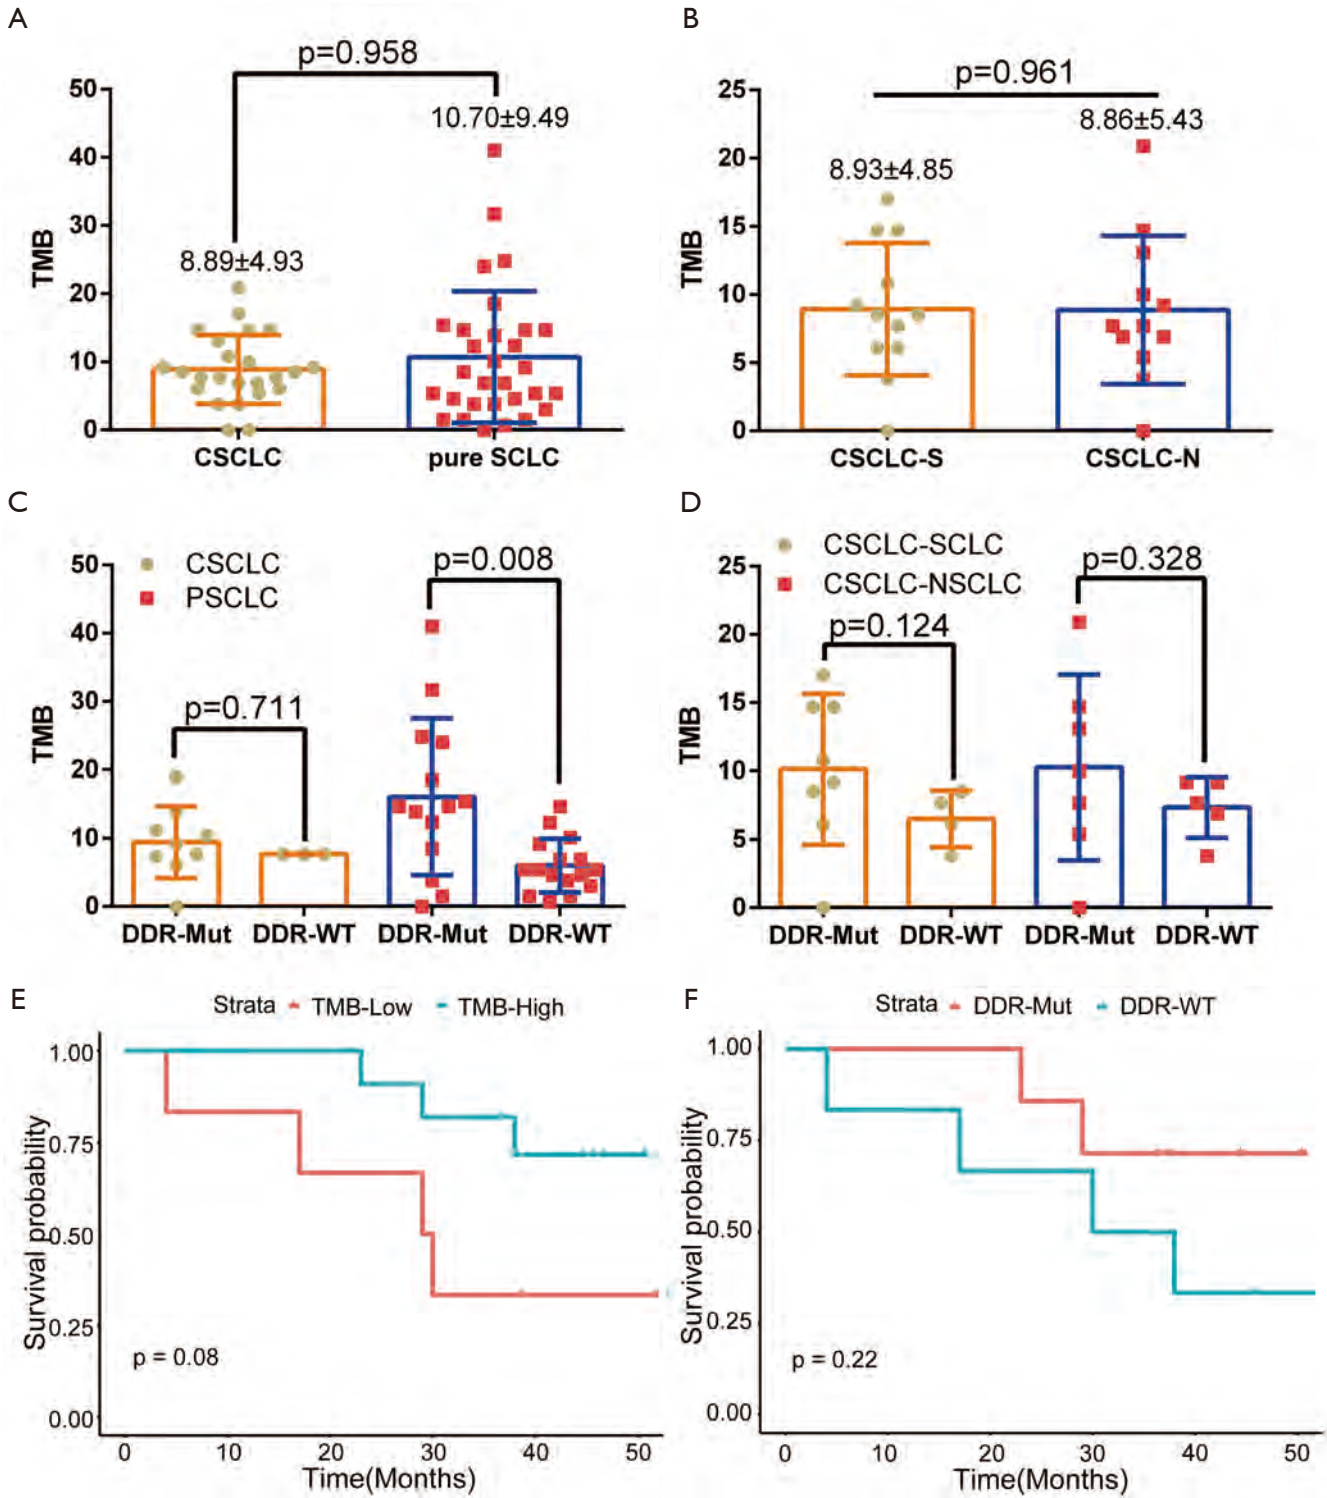 A
p=0.958
50
40
30
20
10
0
TMB
10.70±9.49
8.89±4.93
CSCLC
pure SCLC
B
p=0.961
25
20
15
10
5
0
TMB
8.86±5.43
8.93±4.85
CSCLC-S
CSCLC-N
C
CSCLC
PSCLC
p=0.008
p=0.711
50
40
30
20
10
0
TMB
DDR-Mut
DDR-WT
DDR-Mut
DDR-WT
D
CSCLC-SCLC
CSCLC-NSCLC
p=0.328
p=0.124
25
20
15
10
5
0
TMB
DDR-Mut
DDR-WT
DDR-Mut
DDR-WT
E
Strata TMB-Low TMB-High
1.00
0.75
0.50
0.25
0.00
Survival probability
p = 0.08
0 10 20 30 40 50
Time(Months)
F
Strata DDR-Mut DDR-WT
1.00
0.75
0.50
0.25
0.00
Survival probability
p = 0.22
0 10 20 30 40 50
Time(Months)